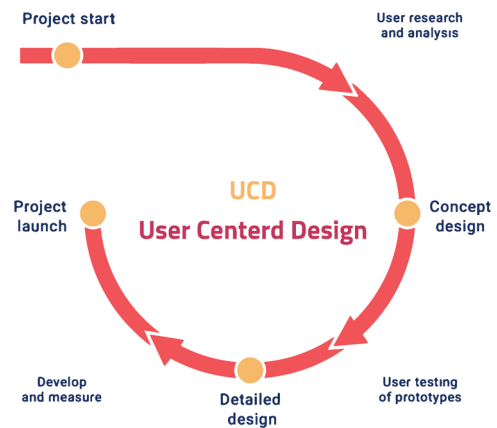 Project start
User research
and analysis
UCD
User Centerd Design
Project
launch
Concept
design
Develop
and measure
Detailed
design
User testing
of prototypes